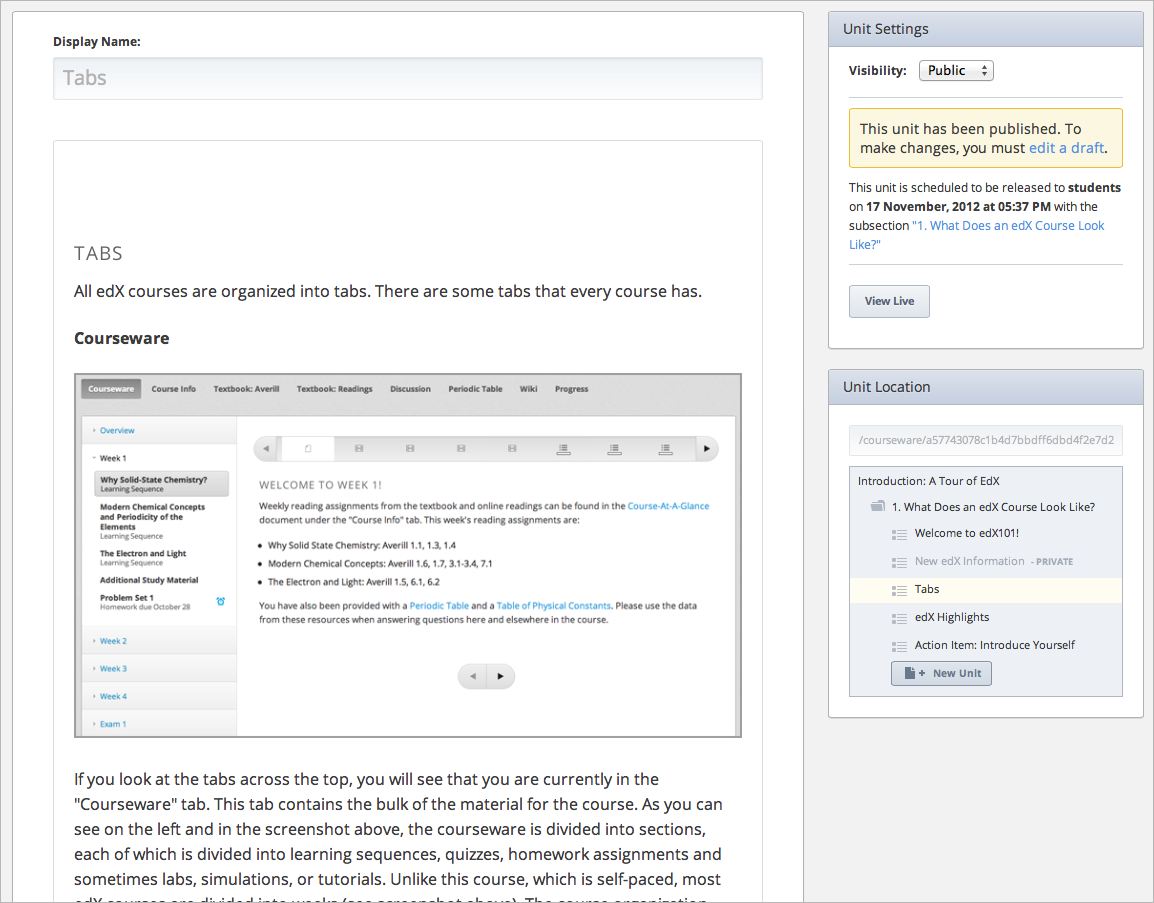 Display Name:
Tabs
TABS
All edX courses are organized into tabs. There are some tabs that every course has.
Courseware
Courseware Course Info Textbook: Averill Textbook: Readings Discussion Periodic Table Wiki Progress
Overview
Week 1
Why Solid-State Chemistry?
Learning Sequence
Modern Chemical Concepts
and Periodicity of the
Elements
Learning Sequence
The Electron and Light
Learning Sequence
Additional Study Material
Problem Set 1
Homework due October 28
Week 2
Week 3
Week 4
Exam 1
WELCOME TO WEEK 1!
Weekly reading assignments from the textbook and online readings can be found in the Course-At-A-Glance
document under the "Course Info" tab. This week's reading assignments are:
Why Solid State Chemistry: Averill 1.1, 1.3, 1.4
Modern Chemical Concepts: Averill 1.6, 1.7, 3.1-3.4, 7.1
The Electron and Light: Averill 1.5, 6.1, 6.2
You have also been provided with a Periodic Table and a Table of Physical Constants. Please use the data
from these resources when answering questions here and elsewhere in the course.
If you look at the tabs across the top, you will see that you are currently in the
"Courseware" tab. This tab contains the bulk of the material for the course. As you can
see on the left and in the screenshot above, the courseware is divided into sections,
each of which is divided into learning sequences, quizzes, homework assignments and
sometimes labs, simulations, or tutorials. Unlike this course, which is self-paced, most
edX courses are divided into weeks (see screenshot above). The course organization
Unit Settings
Visibility: Public
This unit has been published. To
make changes, you must edit a draft.
This unit is scheduled to be released to students
on 17 November, 2012 at 05:37 PM with the
subsection "1. What Does an edX Course Look
Like?"
View Live
Unit Location
/courseware/a57743078c1b4d7bbdff6dbd4f2e7d2
Introduction: A Tour of EdX
1. What Does an edX Course Look Like?
Welcome to edX101!
New edX Information - PRIVATE
Tabs
edX Highlights
Action Item: Introduce Yourself
+ New Unit